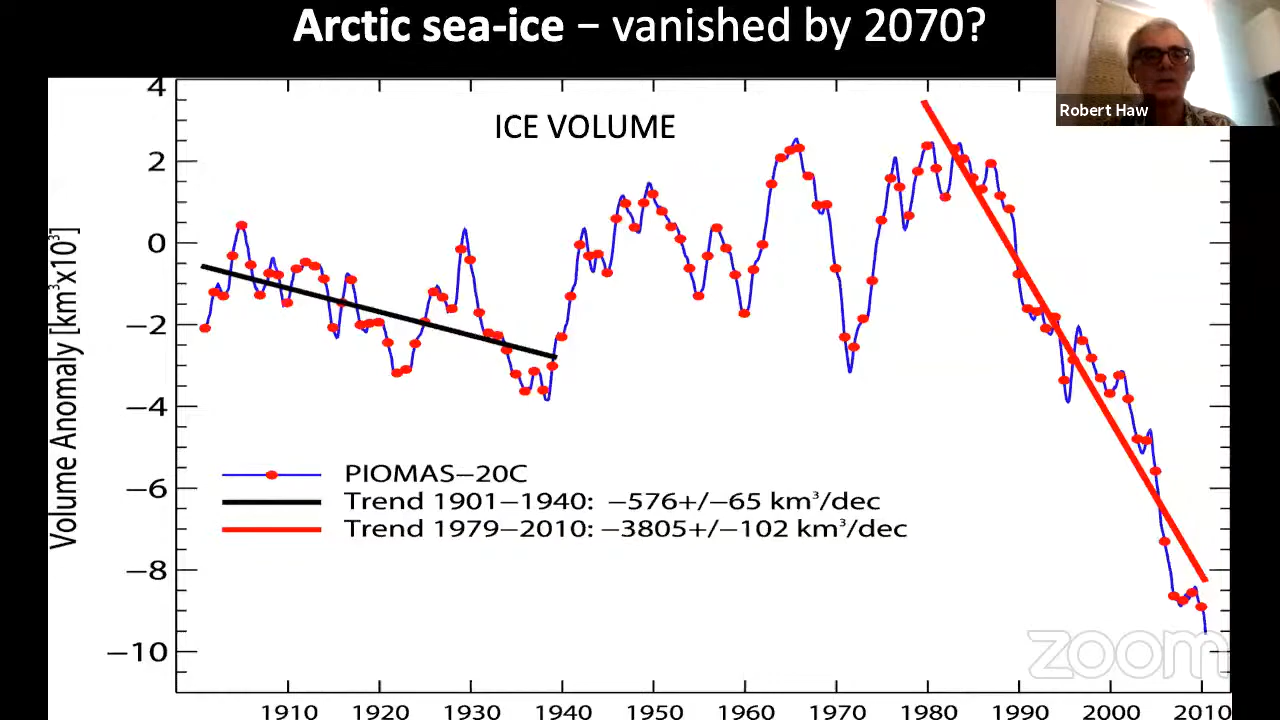 Arctic sea-ice – vanished by 2070?
Robert Haw
ICE VOLUME
Volume Anomaly [km³x10³]
4
2
0
−2
−4
−6
−8
−10
PIOMAS−20C
Trend 1901−1940: −576+/−65 km³/dec
Trend 1979−2010: −3805+/−102 km³/dec
zoom
1910 1920 1930 1940 1950 1960 1970 1980 1990 2000 2010